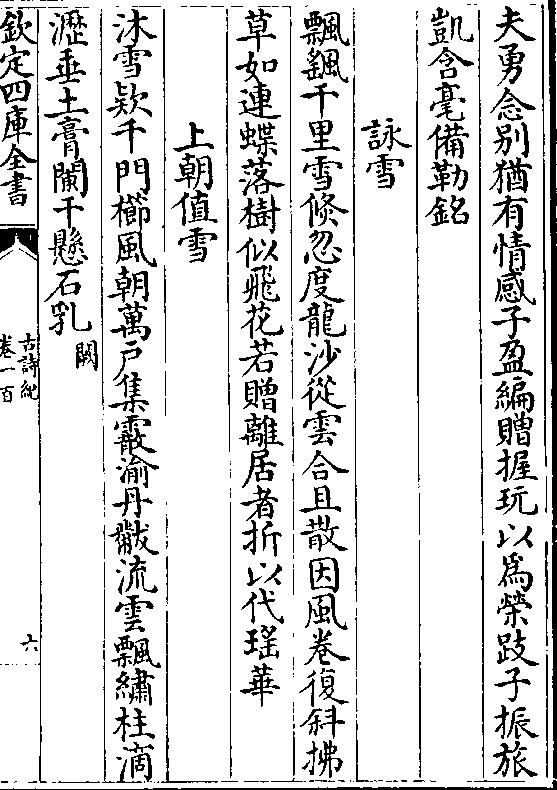 夫勇念别猶有情感子盈編贈握玩以為榮跂子振旅
凱含毫備勒銘
詠雪
飄颻千里雪倐忽度龍沙從雲合且散因風卷復斜拂
草如連蝶落樹似飛花若贈離居者折以代瑤華
上朝值雪
沐雪欵千門櫛風朝萬戸集霰渝丹黻流雲飄繡柱滴
瀝垂土膏闌干懸石乳闕
欽定四庫全書
古詩紀
卷一百
六